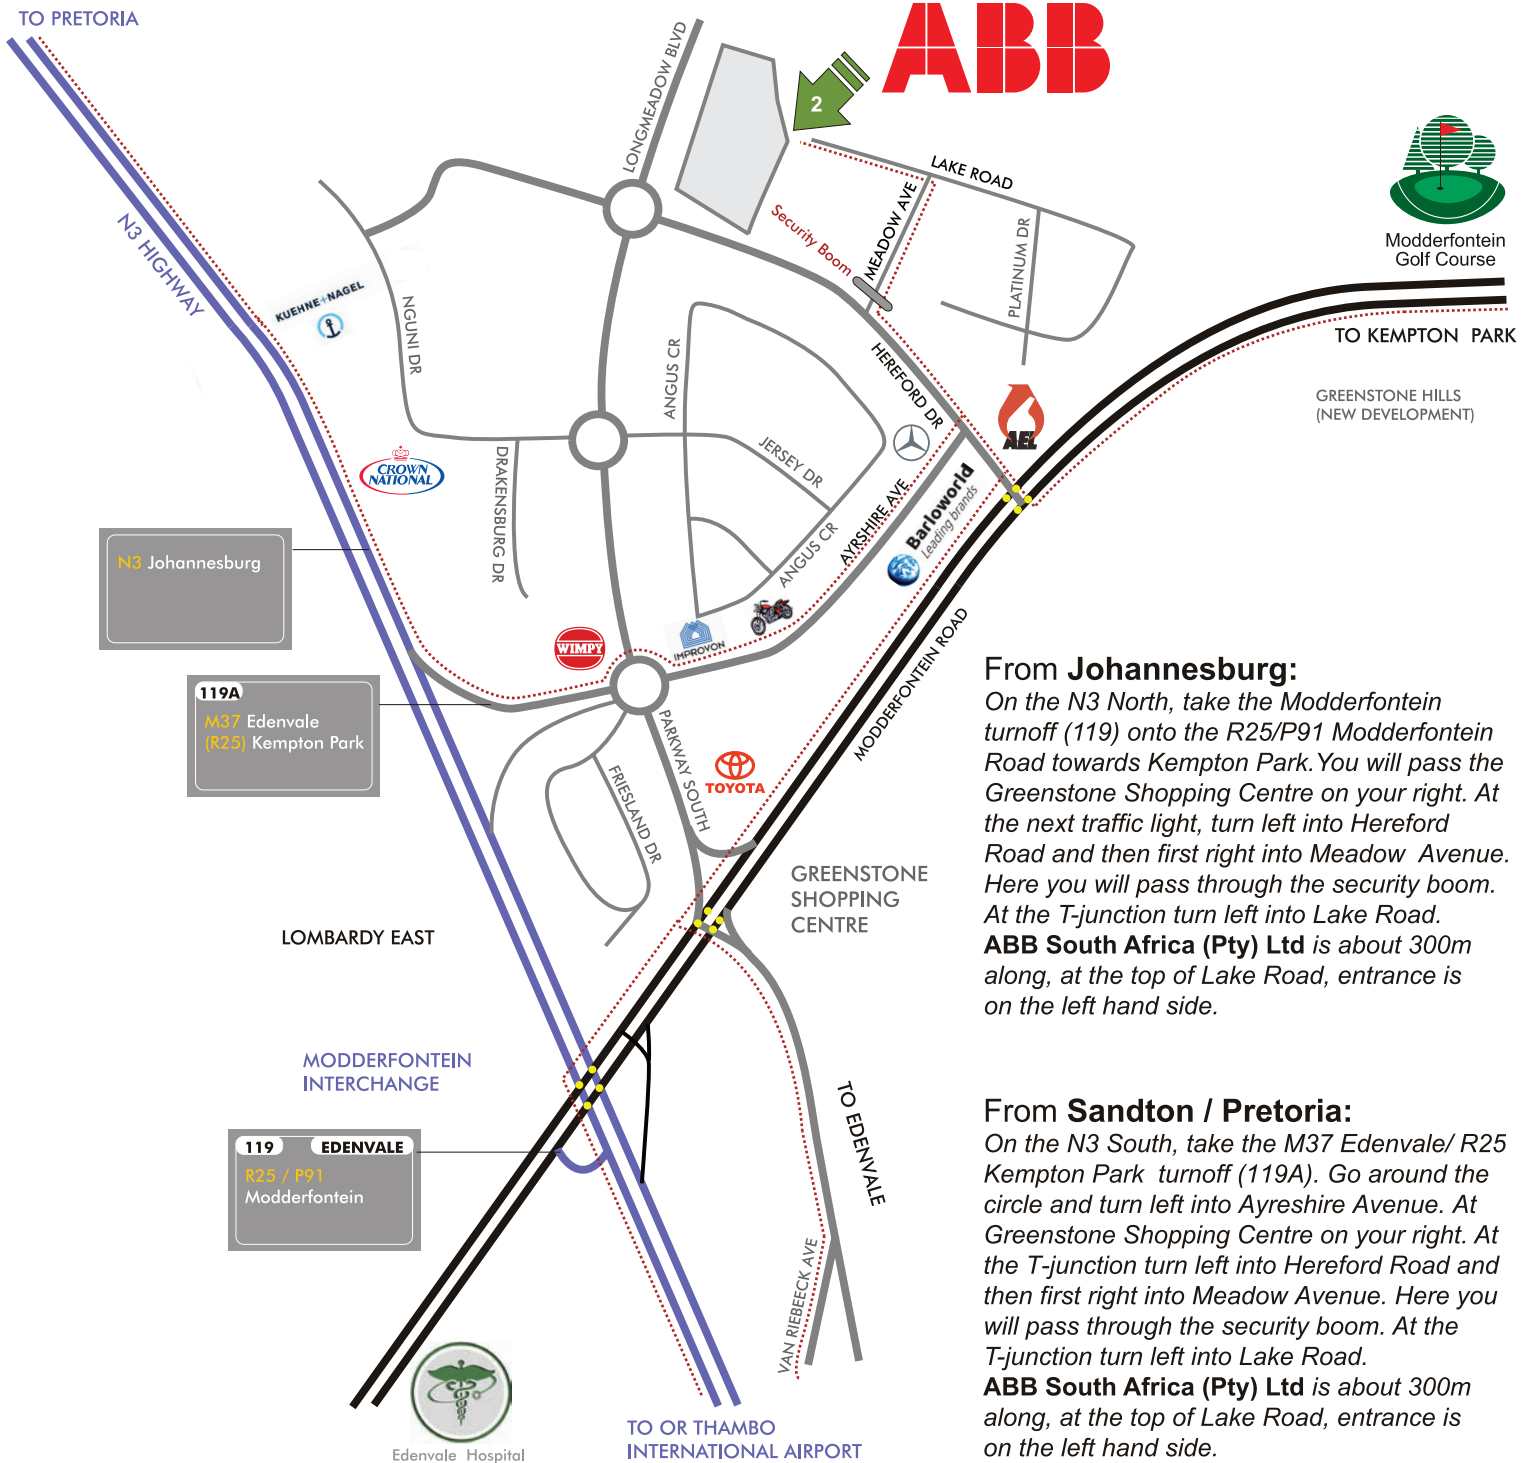 TO PRETORIA
ABB
2
LONGMEADOW BLVD
LAKE ROAD
MEADOW AVE
Security Boom
PLATINUM DR
Modderfontein
Golf Course
TO KEMPTON PARK
GREENSTONE HILLS
(NEW DEVELOPMENT)
N3 HIGHWAY
KUEHNE+NAGEL
NGUNI DR
ANGUS CR
HEREFORD DR
JERSEY DR
AEL
CROWN
NATIONAL
DRAKENSBURG DR
AYRSHIRE AVE
ANGUS CR
Barloworld
Leading brands
N3 Johannesburg
WIMPY
IMPROVON
MODDERFONTEIN ROAD
119A
M37 Edenvale
(R25) Kempton Park
PARKWAY SOUTH
TOYOTA
FRIESLAND DR
GREENSTONE
SHOPPING
CENTRE
LOMBARDY EAST
MODDERFONTEIN
INTERCHANGE
TO EDENVALE
119 EDENVALE
R25 / P91
Modderfontein
VAN RIEBEECK AVE
Edenvale Hospital
TO OR THAMBO
INTERNATIONAL AIRPORT
From Johannesburg:
On the N3 North, take the Modderfontein
turnoff (119) onto the R25/P91 Modderfontein
Road towards Kempton Park.You will pass the
Greenstone Shopping Centre on your right. At
the next traffic light, turn left into Hereford
Road and then first right into Meadow Avenue.
Here you will pass through the security boom.
At the T-junction turn left into Lake Road.
ABB South Africa (Pty) Ltd is about 300m
along, at the top of Lake Road, entrance is
on the left hand side.
From Sandton / Pretoria:
On the N3 South, take the M37 Edenvale/ R25
Kempton Park turnoff (119A). Go around the
circle and turn left into Ayreshire Avenue. At
Greenstone Shopping Centre on your right. At
the T-junction turn left into Hereford Road and
then first right into Meadow Avenue. Here you
will pass through the security boom. At the
T-junction turn left into Lake Road.
ABB South Africa (Pty) Ltd is about 300m
along, at the top of Lake Road, entrance is
on the left hand side.